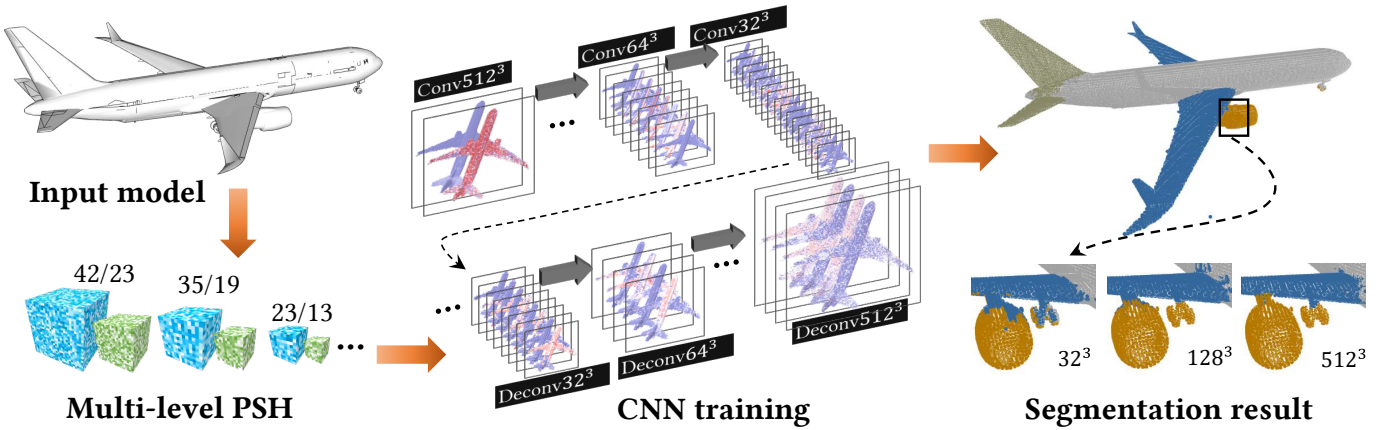 Conv512³
Conv64³
Conv32³
Input model
42/23
35/19
23/13
...
...
...
...
Deconv32³
Deconv64³
Deconv512³
32³
128³
512³
Multi-level PSH
CNN training
Segmentation result